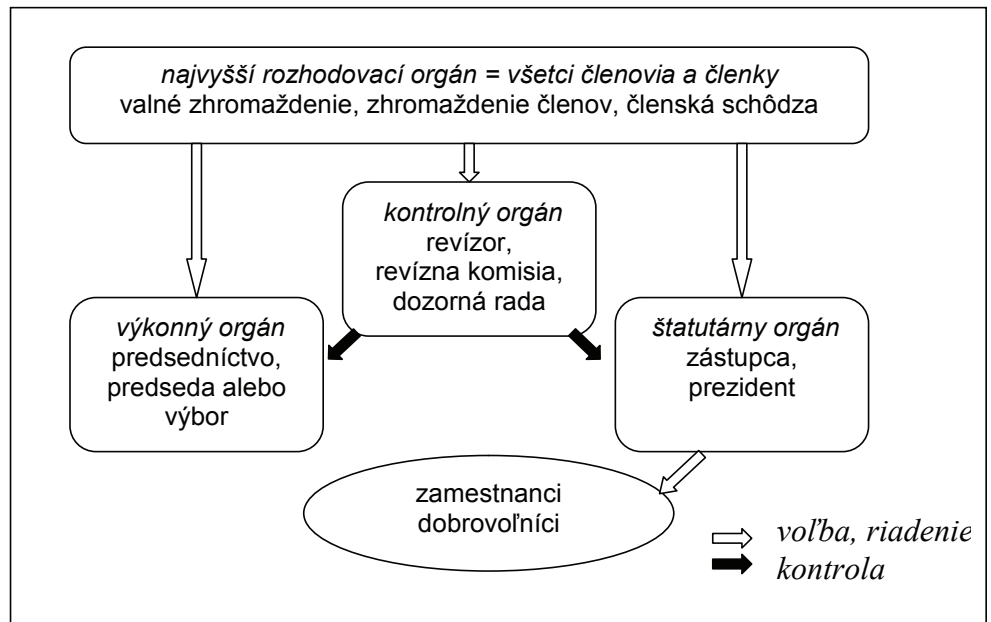 najvyšší rozhodovací orgán = všetci členovia a členky
valné zhromaždenie, zhromaždenie členov, členská schôdza
kontrolný orgán
revízor,
revízna komisia,
dozorná rada
výkonný orgán
predsedníctvo,
predseda alebo
výbor
štatutárny orgán
zástupca,
prezident
zamestnanci
dobrovoľníci
voľba, riadenie
kontrola